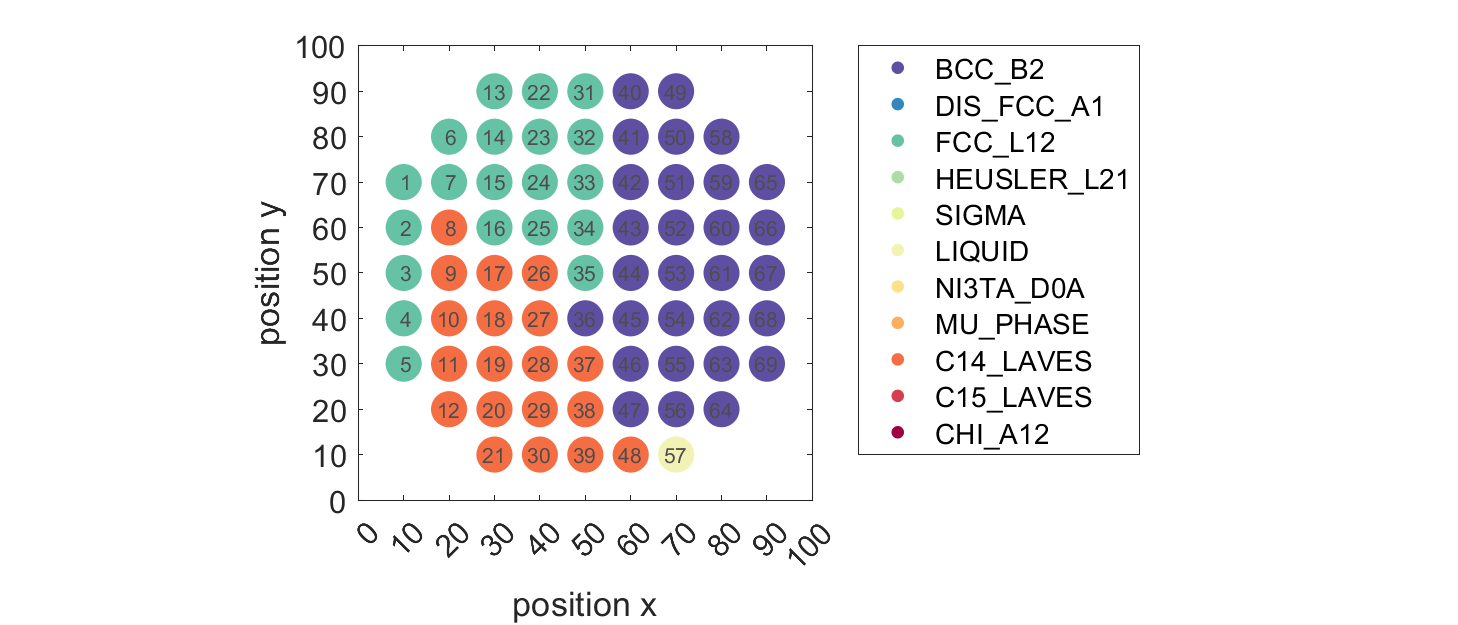 100
90
80
70
60
50
40
30
20
10
0
position y
13 22 31 40 49
6 14 23 32 41 50 58
1 7 15 24 33 42 51 59 65
2 8 16 25 34 43 52 60 66
3 9 17 26 35 44 53 61 67
4 10 18 27 36 45 54 62 68
5 11 19 28 37 46 55 63 69
12 20 29 38 47 56 64
21 30 39 48 57
0 10 20 30 40 50 60 70 80 90 100
position x
BCC_B2
DIS_FCC_A1
FCC_L12
HEUSLER_L21
SIGMA
LIQUID
NI3TA_D0A
MU_PHASE
C14_LAVES
C15_LAVES
CHI_A12